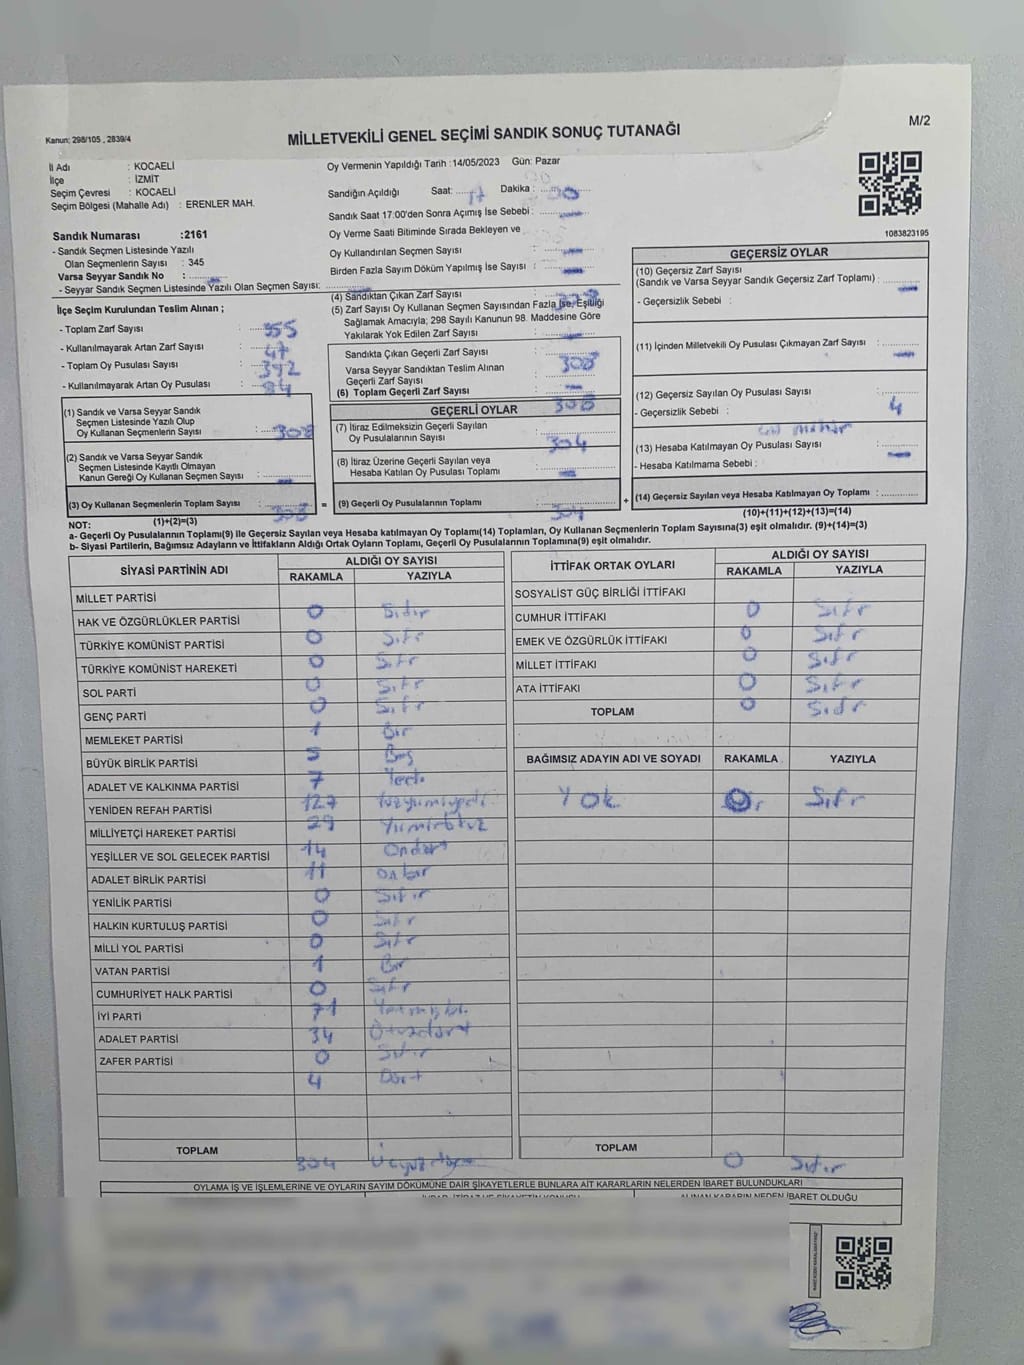 M/2
Kanun: 298/105 , 2839/4
MİLLETVEKİLİ GENEL SEÇİMİ SANDIK SONUÇ TUTANAĞI
İl Adı : KOCAELİ
İlçe : İZMİT
Seçim Çevresi : KOCAELİ
Seçim Bölgesi (Mahalle Adı) : ERENLER MAH.
Oy Vermenin Yapıldığı Tarih :14/05/2023 Gün: Pazar
Sandığın Açıldığı Saat: 17 Dakika : 00
Sandık Saat 17:00'den Sonra Açımış İse Sebebi :
Oy Verme Saati Bitiminde Sırada Bekleyen ve
Oy Kullandırılan Seçmen Sayısı :
Birden Fazla Sayım Döküm Yapılmış İse Sayısı :
1083823195
Sandık Numarası :2161
- Sandık Seçmen Listesinde Yazılı
Olan Seçmenlerin Sayısı : 345
Varsa Seyyar Sandık No :
- Seyyar Sandık Seçmen Listesinde Yazılı Olan Seçmen Sayısı:
İlçe Seçim Kurulundan Teslim Alınan ;
- Toplam Zarf Sayısı : 355
- Kullanılmayarak Artan Zarf Sayısı : 47
- Toplam Oy Pusulası Sayısı : 392
- Kullanılmayarak Artan Oy Pusulası : 84
(1) Sandık ve Varsa Seyyar Sandık
Seçmen Listesinde Yazılı Olup
Oy Kullanan Seçmenlerin Sayısı : 308
(2) Sandık ve Varsa Seyyar Sandık
Seçmen Listesinde Kayıtlı Olmayan
Kanun Gereği Oy Kullanan Seçmen Sayısı :
(3) Oy Kullanan Seçmenlerin Toplam Sayısı : 308
(1)+(2)=(3)
(4) Sandıktan Çıkan Zarf Sayısı : 308
(5) Zarf Sayısı Oy Kullanan Seçmen Sayısından Fazla İse, Eşitliği
Sağlamak Amacıyla; 298 Sayılı Kanunun 98. Maddesine Göre
Yakılarak Yok Edilen Zarf Sayısı :
Sandıkta Çıkan Geçerli Zarf Sayısı : 308
Varsa Seyyar Sandıktan Teslim Alınan
Geçerli Zarf Sayısı :
(6) Toplam Geçerli Zarf Sayısı : 308
GEÇERLİ OYLAR
(7) İtiraz Edilmeksizin Geçerli Sayılan
Oy Pusulalarının Sayısı : 304
(8) İtiraz Üzerine Geçerli Sayılan veya
Hesaba Katılan Oy Pusulası Toplamı :
= (9) Geçerli Oy Pusulalarının Toplamı : 304
GEÇERSİZ OYLAR
(10) Geçersiz Zarf Sayısı
(Sandık ve Varsa Seyyar Sandık Geçersiz Zarf Toplamı) :
- Geçersizlik Sebebi :
(11) İçinden Milletvekili Oy Pusulası Çıkmayan Zarf Sayısı :
(12) Geçersiz Sayılan Oy Pusulası Sayısı : 4
- Geçersizlik Sebebi :
(13) Hesaba Katılmayan Oy Pusulası Sayısı :
- Hesaba Katılmama Sebebi :
+ (14) Geçersiz Sayılan veya Hesaba Katılmayan Oy Toplamı :
(10)+(11)+(12)+(13)=(14)
NOT:
a- Geçerli Oy Pusulalarının Toplamı(9) ile Geçersiz Sayılan veya Hesaba katılmayan Oy Toplamı(14) Toplamları, Oy Kullanan Seçmenlerin Toplam Sayısına(3) eşit olmalıdır. (9)+(14)=(3)
b- Siyasi Partilerin, Bağımsız Adayların ve İttifakların Aldığı Ortak Oyların Toplamı, Geçerli Oy Pusulalarının Toplamına(9) eşit olmalıdır.
SİYASİ PARTİNİN ADI ALDIĞI OY SAYISI
RAKAMLA YAZIYLA
MİLLET PARTİSİ 0 Sıfır
HAK VE ÖZGÜRLÜKLER PARTİSİ 0 Sıfır
TÜRKİYE KOMÜNİST PARTİSİ 0 Sıfır
TÜRKİYE KOMÜNİST HAREKETİ 0 Sıfır
SOL PARTİ 0 Sıfır
GENÇ PARTİ 1 Bir
MEMLEKET PARTİSİ 5 Beş
BÜYÜK BİRLİK PARTİSİ 7 Yedi
ADALET VE KALKINMA PARTİSİ 127 Yüzyirmiyedi
YENİDEN REFAH PARTİSİ 29 Yirmidokuz
MİLLİYETÇİ HAREKET PARTİSİ 14 Ondört
YEŞİLLER VE SOL GELECEK PARTİSİ 11 Onbir
ADALET BİRLİK PARTİSİ 0 Sıfır
YENİLİK PARTİSİ 0 Sıfır
HALKIN KURTULUŞ PARTİSİ 0 Sıfır
MİLLİ YOL PARTİSİ 1 Bir
VATAN PARTİSİ 0 Sıfır
CUMHURİYET HALK PARTİSİ 71 Yetmişbir
İYİ PARTİ 34 Otuzdört
ADALET PARTİSİ 0 Sıfır
ZAFER PARTİSİ 4 Dört
TOPLAM 304 Üçyüzdört
İTTİFAK ORTAK OYLARI ALDIĞI OY SAYISI
RAKAMLA YAZIYLA
SOSYALİST GÜÇ BİRLİĞİ İTTİFAKI 0 Sıfır
CUMHUR İTTİFAKI 0 Sıfır
EMEK VE ÖZGÜRLÜK İTTİFAKI 0 Sıfır
MİLLET İTTİFAKI 0 Sıfır
ATA İTTİFAKI 0 Sıfır
TOPLAM
BAĞIMSIZ ADAYIN ADI VE SOYADI RAKAMLA YAZIYLA
Yok Sıfır
TOPLAM 0 Sıfır
OYLAMA İŞ VE İŞLEMLERİNE VE OYLARIN SAYIM DÖKÜMÜNE DAİR ŞİKAYETLERLE BUNLARA AİT KARARLARIN NELERDEN İBARET BULUNDUKLARI
ALINAN KARARIN NEDEN İBARET OLDUĞU